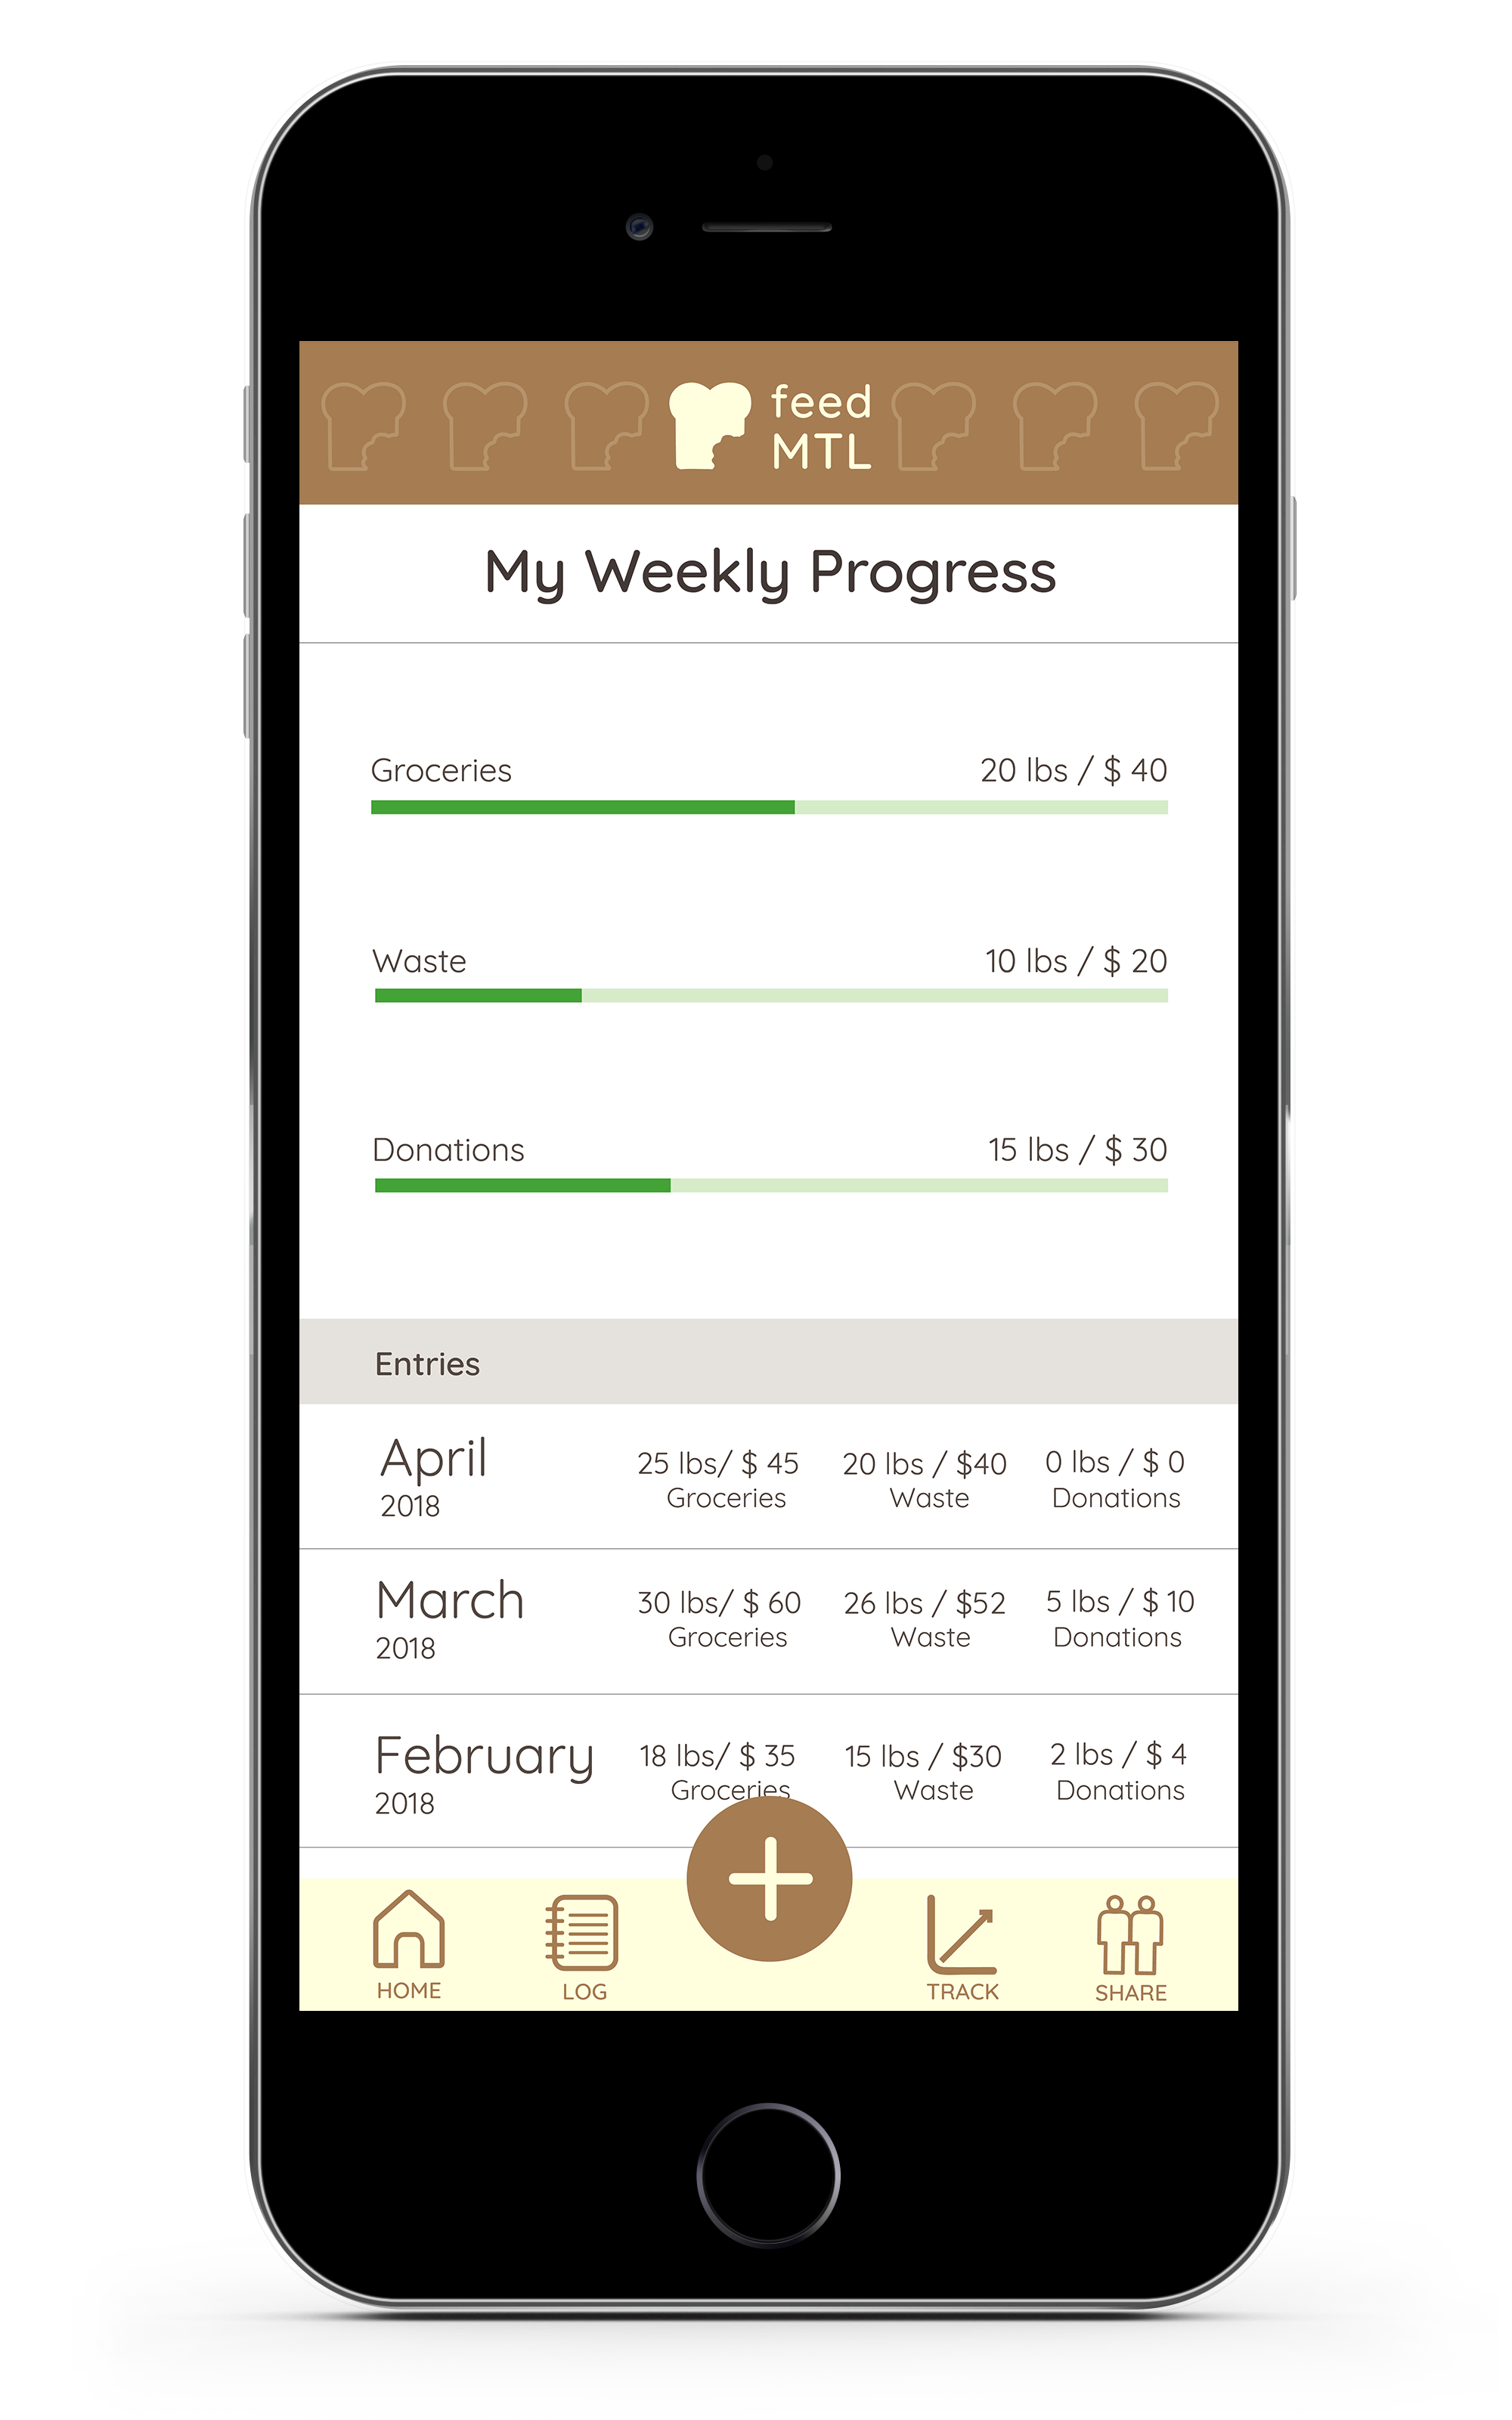 feed
MTL
My Weekly Progress
Groceries 20 lbs / $ 40
Waste 10 lbs / $ 20
Donations 15 lbs / $ 30
Entries
April 25 lbs/ $ 45 20 lbs / $40 0 lbs / $ 0
2018 Groceries Waste Donations
March 30 lbs/ $ 60 26 lbs / $52 5 lbs / $ 10
2018 Groceries Waste Donations
February 18 lbs/ $ 35 15 lbs / $30 2 lbs / $ 4
2018 Groceries Waste Donations
HOME LOG TRACK SHARE